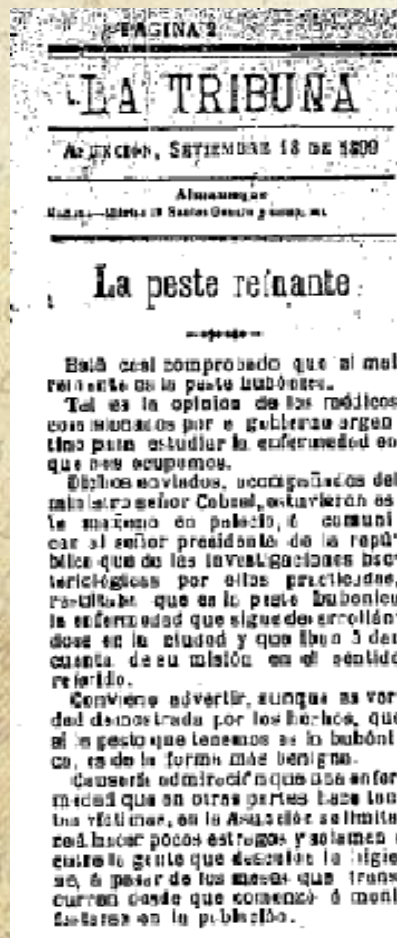 PAGINA 2
LA TRIBUNA
ASUNCIÓN, SETIEMBRE 18 DE 1899
Almanaque
La peste reinante
Está casi comprobado que el mal
reinante es la peste bubónica.
Tal es la opinion de los médicos
comisionados por e gobierno argen
tino para estudiar la enfermedad en
que nos ocupamos.
Dichos enviados, acompañados del
ministro señor Cabral, estuvieron es
ta mañana en palacio, á comuni
car al señor presidente de la repú
blica que de las investigaciones bac
teriológicas por ellos practicadas,
resultaba que es la peste bubonica
la enfermedad que sigue desarrollán
dose en la ciudad y que iban á dar
cuenta de su misión en el sentido
referido.
Conviene advertir, aunque es ver
dad demostrada por los hechos, que
si la peste que tenemos es la bubóni
ca, es de la forma más benigna.
Causaría admiración que una enfer
medad que en otras partes hace tan
tas víctimas, en la Asunción se limita
rá á hacer pocos estragos y solamen
entre la gente que descuida la higie
ne, á pesar de los meses que trans
curren desde que comenzó á mani
festarse en la población.